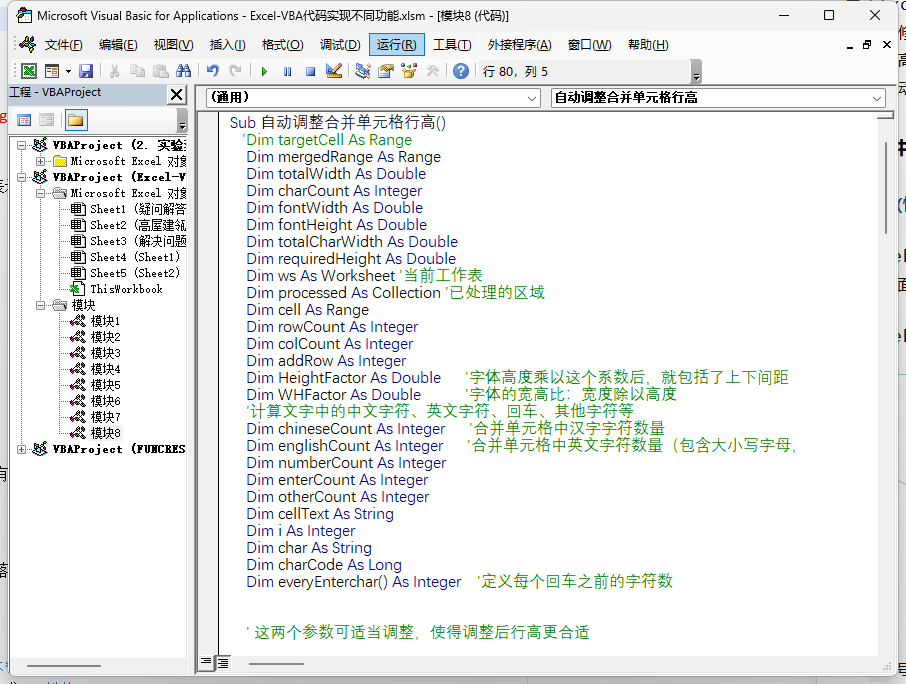 Microsoft Visual Basic for Applications - Excel-VBA代码实现不同功能.xlsm - [模块8 (代码)]
文件(F) 编辑(E) 视图(V) 插入(I) 格式(O) 调试(D) 运行(R) 工具(T) 外接程序(A) 窗口(W) 帮助(H)
行 80，列 5
工程 - VBAProject
(通用)
自动调整合并单元格行高
VBAProject (2. 实验
Microsoft Excel 对象
VBAProject (Excel-V
Microsoft Excel 对象
Sheet1 (疑问解答
Sheet2 (高屋建瓴
Sheet3 (解决问题
Sheet4 (Sheet1)
Sheet5 (Sheet2)
ThisWorkbook
模块
模块1
模块2
模块3
模块4
模块5
模块6
模块7
模块8
VBAProject (FUNCRES
Sub 自动调整合并单元格行高()
'Dim targetCell As Range
Dim mergedRange As Range
Dim totalWidth As Double
Dim charCount As Integer
Dim fontWidth As Double
Dim fontHeight As Double
Dim totalCharWidth As Double
Dim requiredHeight As Double
Dim ws As Worksheet '当前工作表
Dim processed As Collection '已处理的区域
Dim cell As Range
Dim rowCount As Integer
Dim colCount As Integer
Dim addRow As Integer
Dim HeightFactor As Double '字体高度乘以这个系数后，就包括了上下间距
Dim WHFactor As Double '字体的宽高比：宽度除以高度
'计算文字中的中文字符、英文字符、回车、其他字符等
Dim chineseCount As Integer '合并单元格中汉字字符数量
Dim englishCount As Integer '合并单元格中英文字符数量（包含大小写字母，
Dim numberCount As Integer
Dim enterCount As Integer
Dim otherCount As Integer
Dim cellText As String
Dim i As Integer
Dim char As String
Dim charCode As Long
Dim everyEnterchar() As Integer '定义每个回车之前的字符数
' 这两个参数可适当调整，使得调整后行高更合适